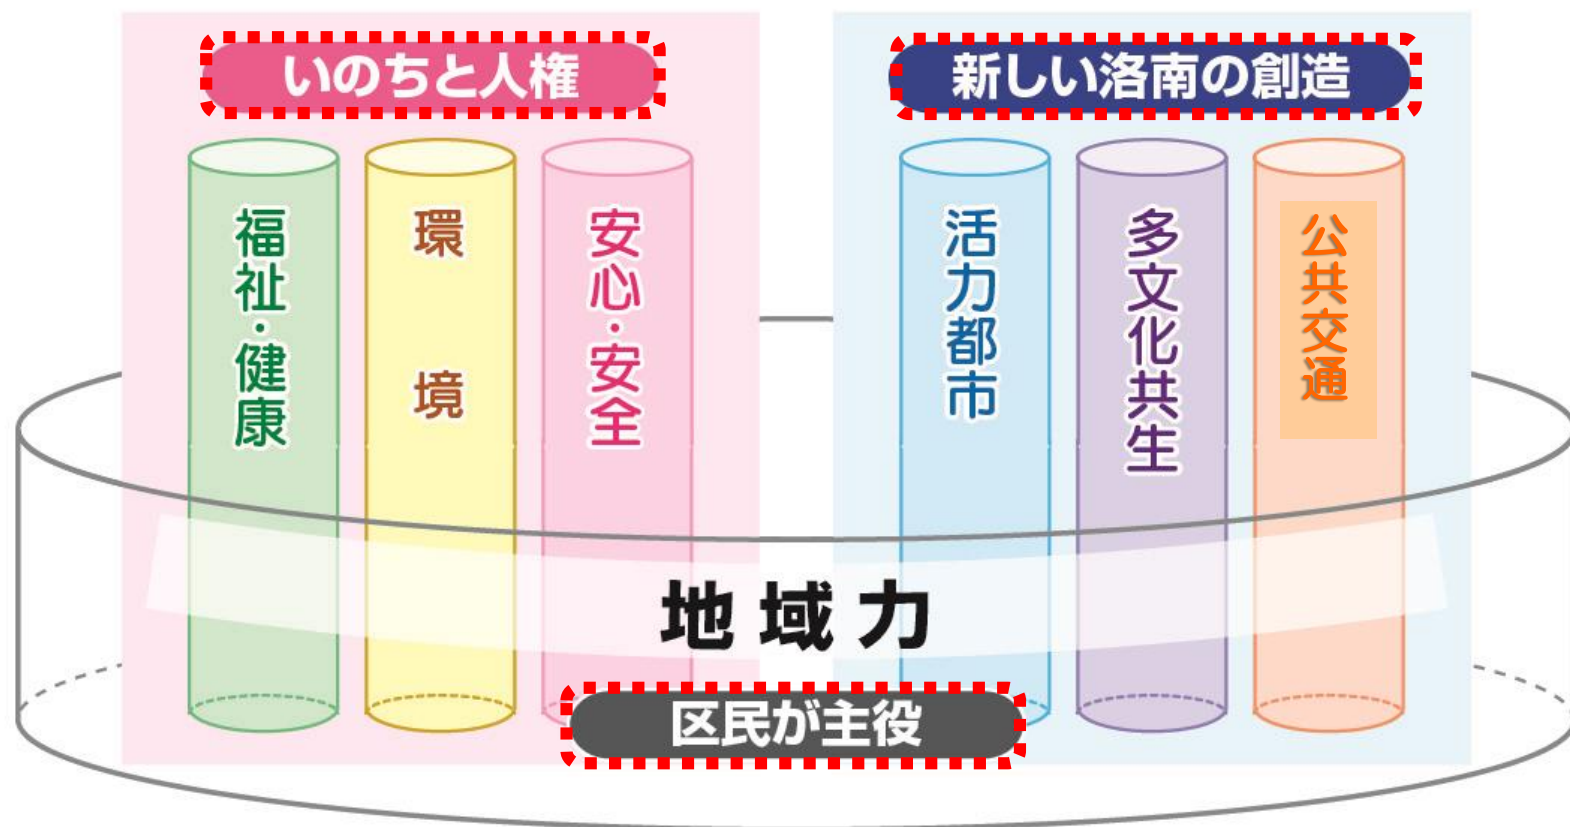 いのちと人権
新しい洛南の創造
福祉・健康
環境
安心・安全
活力都市
多文化共生
公共交通
地域力
区民が主役